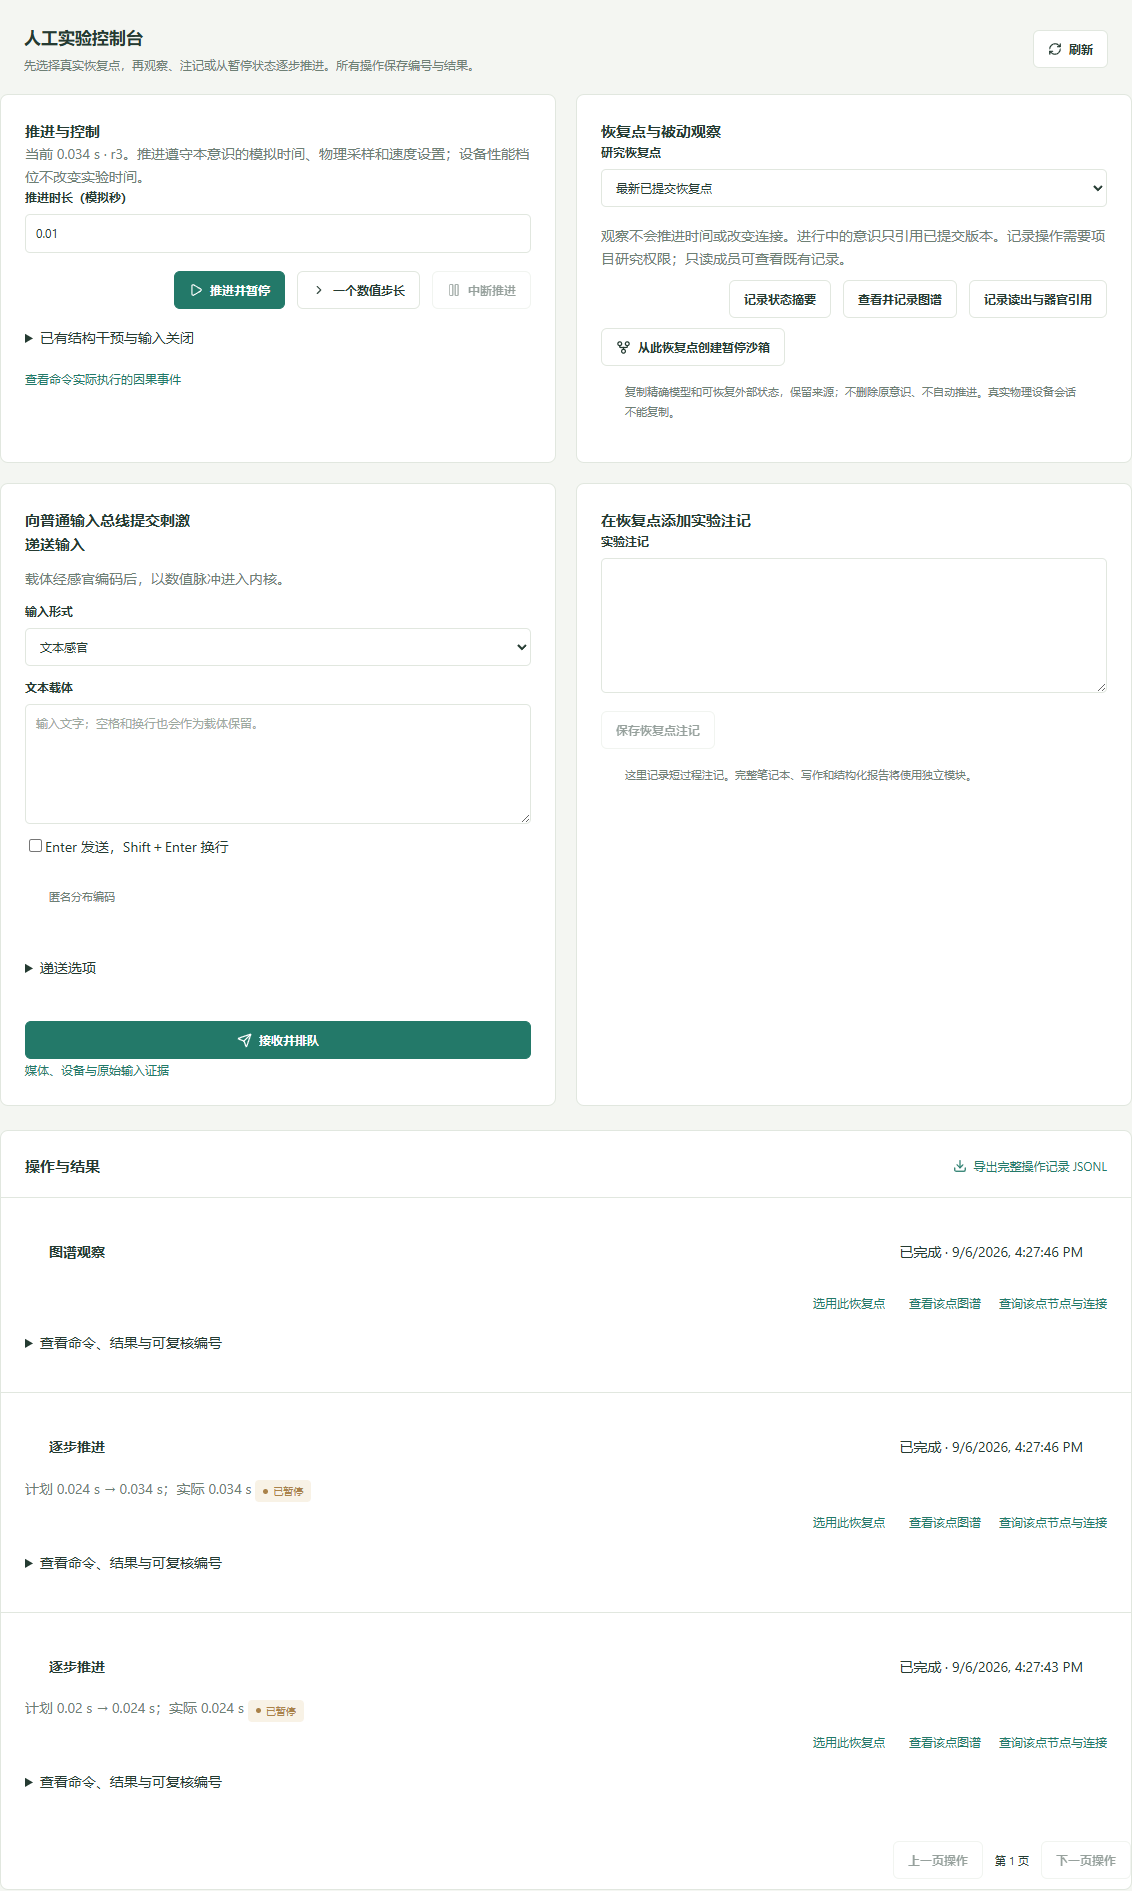 人工实验控制台
先选择真实恢复点，再观察、注记或从暂停状态逐步推进。所有操作保存编号与结果。
刷新
推进与控制
当前 0.034 s · r3。推进遵守本意识的模拟时间、物理采样和速度设置；设备性能档
位不改变实验时间。
推进时长（模拟秒）
0.01
推进并暂停
一个数值步长
中断推进
已有结构干预与输入关闭
查看命令实际执行的因果事件
恢复点与被动观察
研究恢复点
最新已提交恢复点
观察不会推进时间或改变连接。进行中的意识只引用已提交版本。记录操作需要项
目研究权限；只读成员可查看既有记录。
记录状态摘要
查看并记录图谱
记录读出与器官引用
从此恢复点创建暂停沙箱
复制精确模型和可恢复外部状态，保留来源；不删除原意识、不自动推进。真实物理设备会话
不能复制。
向普通输入总线提交刺激
递送输入
载体经感官编码后，以数值脉冲进入内核。
输入形式
文本感官
文本载体
输入文字；空格和换行也会作为载体保留。
Enter 发送，Shift + Enter 换行
匿名分布编码
递送选项
接收并排队
媒体、设备与原始输入证据
在恢复点添加实验注记
实验注记
保存恢复点注记
这里记录短过程注记。完整笔记本、写作和结构化报告将使用独立模块。
操作与结果
导出完整操作记录 JSONL
图谱观察
已完成 · 9/6/2026, 4:27:46 PM
选用此恢复点
查看该点图谱
查询该点节点与连接
查看命令、结果与可复核编号
逐步推进
已完成 · 9/6/2026, 4:27:46 PM
计划 0.024 s → 0.034 s；实际 0.034 s
已暂停
选用此恢复点
查看该点图谱
查询该点节点与连接
查看命令、结果与可复核编号
逐步推进
已完成 · 9/6/2026, 4:27:43 PM
计划 0.02 s → 0.024 s；实际 0.024 s
已暂停
选用此恢复点
查看该点图谱
查询该点节点与连接
查看命令、结果与可复核编号
上一页操作
第 1 页
下一页操作